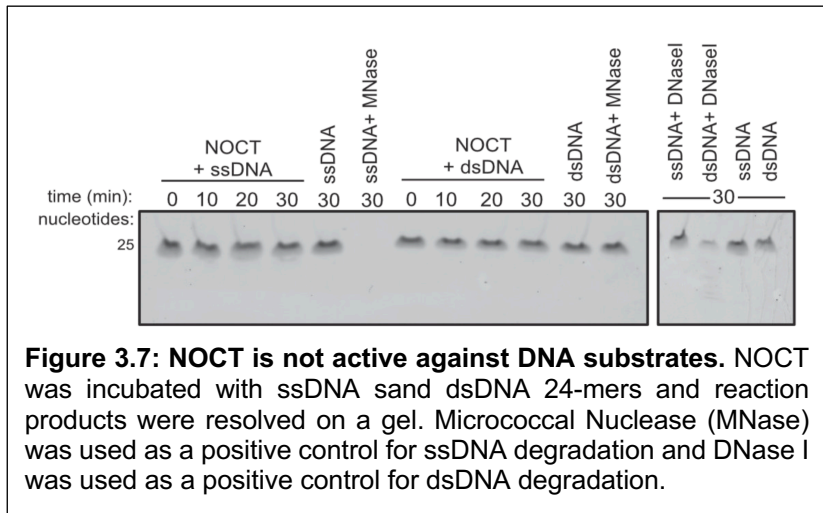 ssDNA
ssDNA+ MNase
dsDNA
dsDNA+ MNase
ssDNA+ DNaseI
dsDNA+ DNaseI
ssDNA
dsDNA
NOCT
+ ssDNA
NOCT
+ dsDNA
time (min): 0 10 20 30 30 30 0 10 20 30 30 30 30
nucleotides:
25
Figure 3.7: NOCT is not active against DNA substrates. NOCT
was incubated with ssDNA sand dsDNA 24-mers and reaction
products were resolved on a gel. Micrococcal Nuclease (MNase)
was used as a positive control for ssDNA degradation and DNase I
was used as a positive control for dsDNA degradation.